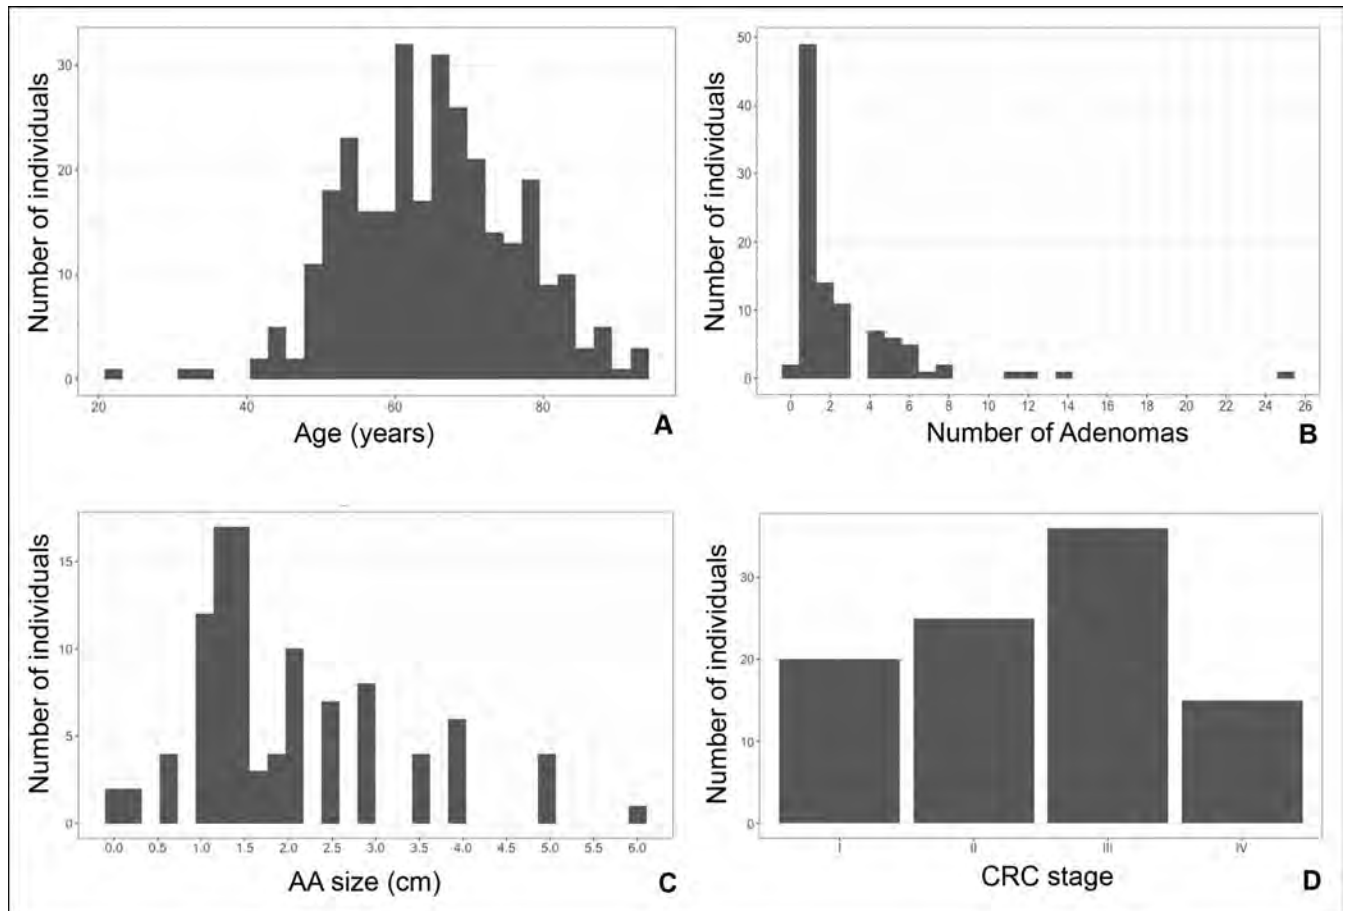 Number of individuals
30
20
10
0
20 40 60 80
Age (years)
A
Number of individuals
50
40
30
20
10
0
0 2 4 6 8 10 12 14 16 18 20 22 24 26
Number of Adenomas
B
Number of individuals
15
10
5
0
0.0 0.5 1.0 1.5 2.0 2.5 3.0 3.5 4.0 4.5 5.0 5.5 6.0
AA size (cm)
C
Number of individuals
30
20
10
0
I II III IV
CRC stage
D